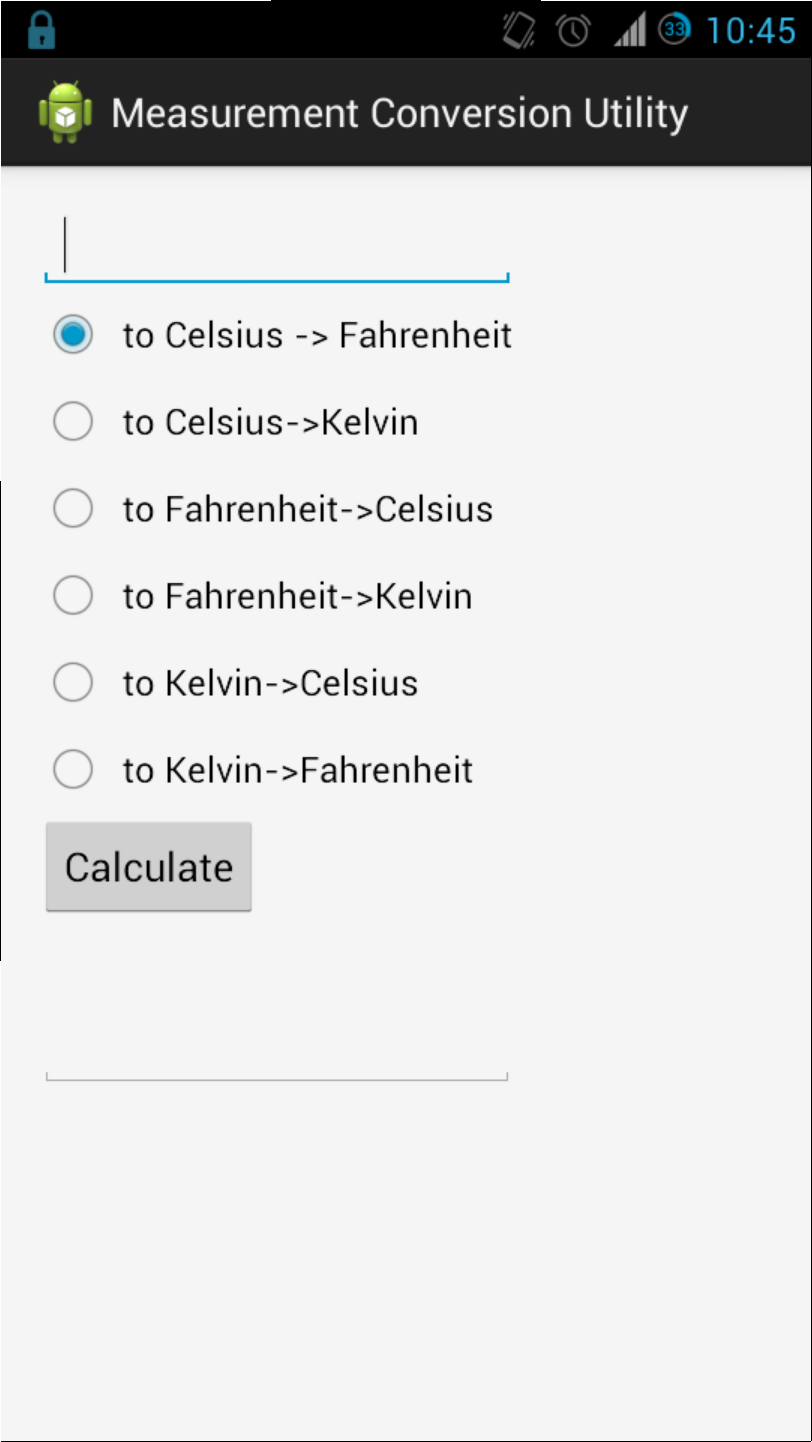 33 10:45
Measurement Conversion Utility
to Celsius -> Fahrenheit
to Celsius->Kelvin
to Fahrenheit->Celsius
to Fahrenheit->Kelvin
to Kelvin->Celsius
to Kelvin->Fahrenheit
Calculate